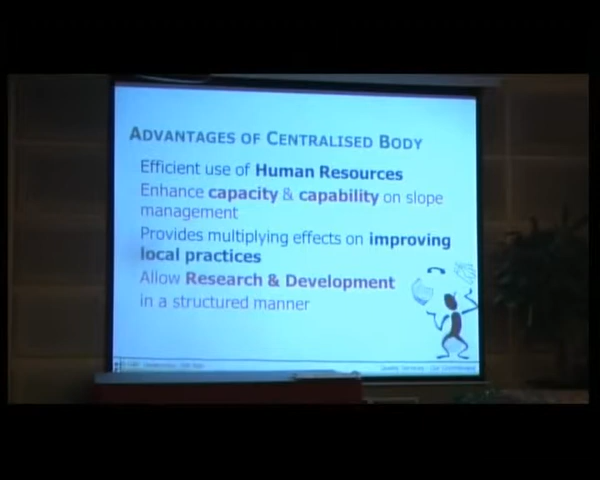 ADVANTAGES OF CENTRALISED BODY
Efficient use of Human Resources
Enhance capacity & capability on slope
management
Provides multiplying effects on improving
local practices
Allow Research & Development
in a structured manner